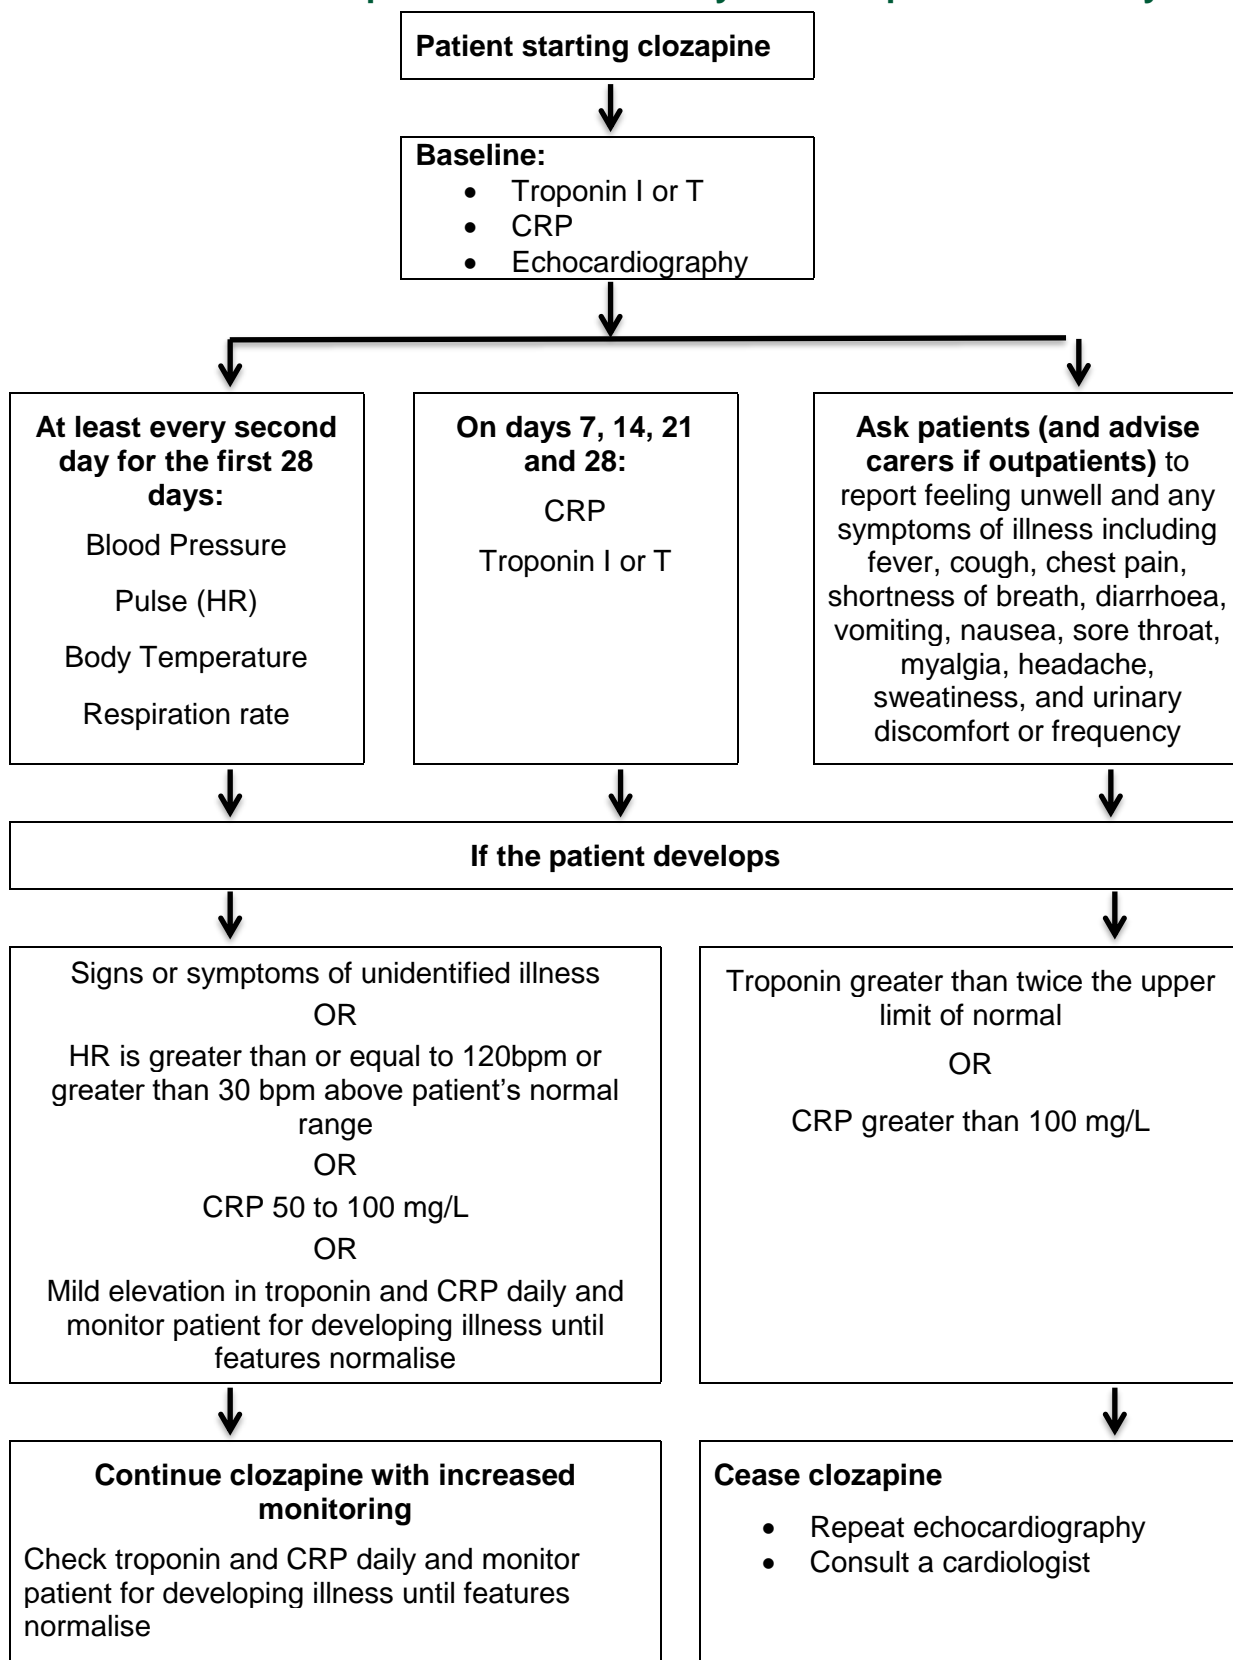 Patient starting clozapine
Baseline:
• Troponin I or T
• CRP
• Echocardiography
At least every second
day for the first 28
days:
Blood Pressure
Pulse (HR)
Body Temperature
Respiration rate
On days 7, 14, 21
and 28:
CRP
Troponin I or T
Ask patients (and advise
carers if outpatients) to
report feeling unwell and any
symptoms of illness including
fever, cough, chest pain,
shortness of breath, diarrhoea,
vomiting, nausea, sore throat,
myalgia, headache,
sweatiness, and urinary
discomfort or frequency
If the patient develops
Signs or symptoms of unidentified illness
OR
HR is greater than or equal to 120bpm or
greater than 30 bpm above patient’s normal
range
OR
CRP 50 to 100 mg/L
OR
Mild elevation in troponin and CRP daily and
monitor patient for developing illness until
features normalise
Troponin greater than twice the upper
limit of normal
OR
CRP greater than 100 mg/L
Continue clozapine with increased
monitoring
Check troponin and CRP daily and monitor
patient for developing illness until features
normalise
Cease clozapine
• Repeat echocardiography
• Consult a cardiologist